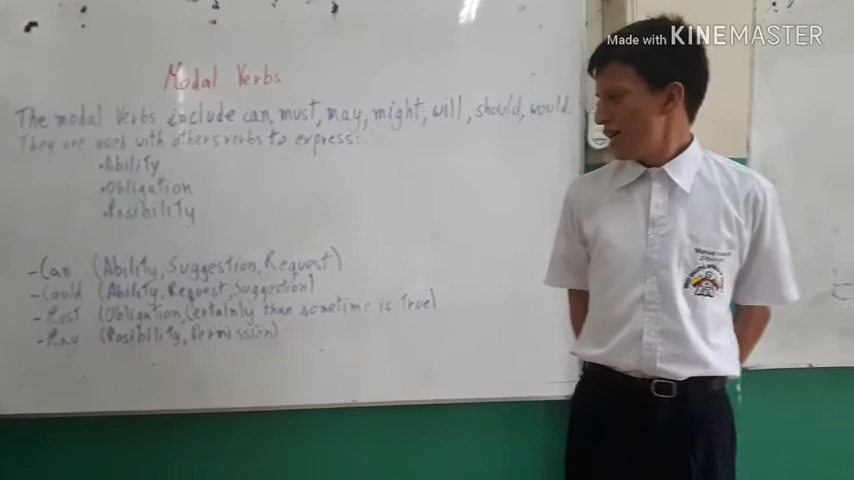 Made with KINEMASTER
Modal Verbs
The modal Verbs include can, must, may, might, will, should, would.
They are used with others verbs to express:
•Ability
•Obligation
•Posibility
-Can (Ability, Suggestion, Request)
-Could (Ability, Request, Suggestion)
-Must (Obligation, Certainly than sometime is True)
-May (Posibility, Permission)